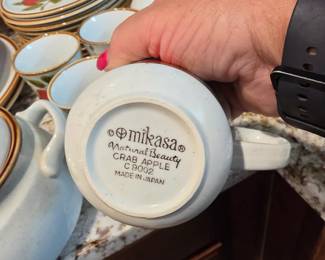 mikasa®
Natural Beauty
CRAB APPLE
C 9002
MADE IN JAPAN